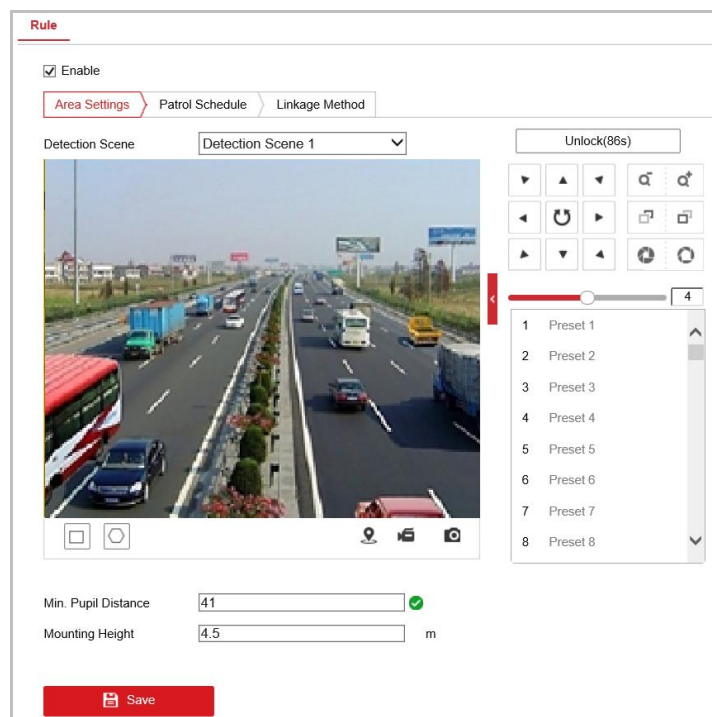 Rule
Enable
Area Settings Patrol Schedule Linkage Method
Detection Scene Detection Scene 1
Unlock(86s)
4
1 Preset 1
2 Preset 2
3 Preset 3
4 Preset 4
5 Preset 5
6 Preset 6
7 Preset 7
8 Preset 8
Min. Pupil Distance 41
Mounting Height 4.5 m
Save